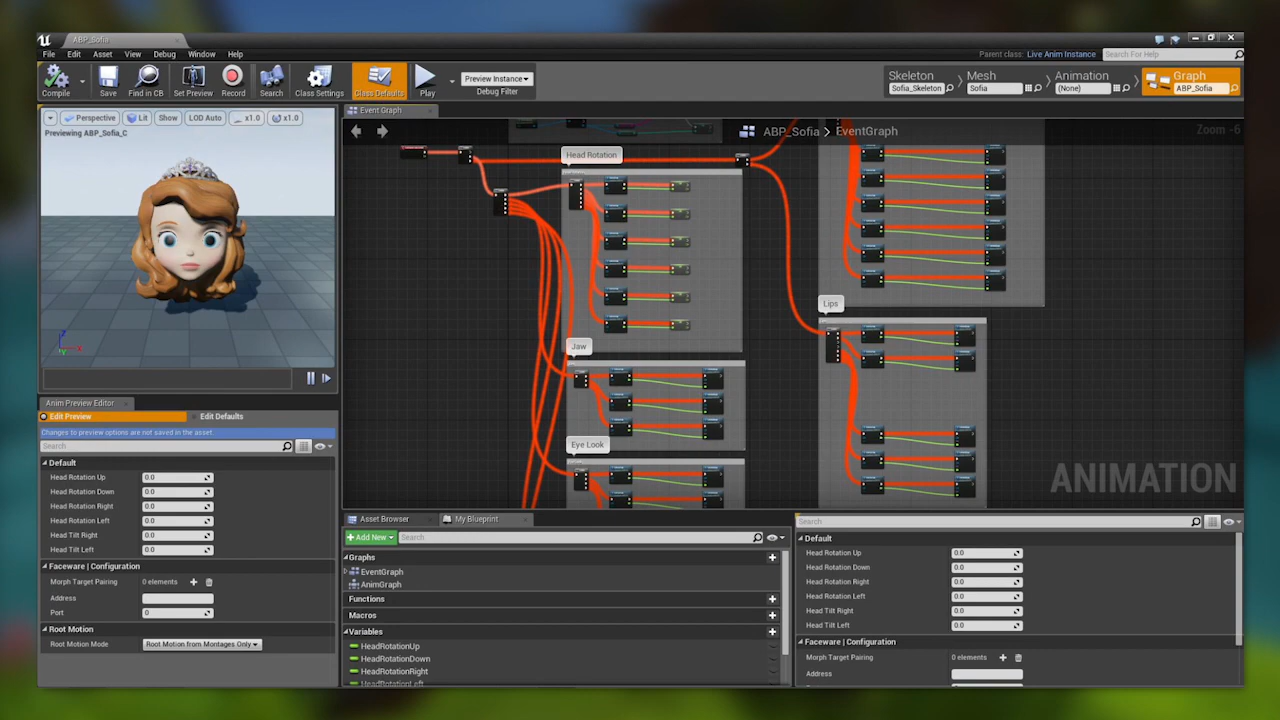 ABP_Sofia
File Edit Asset View Debug Window Help
Parent class: Live Anim Instance Search For Help
Compile Save Find in CB Set Preview Record Search Class Settings Class Defaults Play
Preview Instance
Debug Filter
Skeleton Mesh Animation Graph
Sofia_Skeleton Sofia (None) ABP_Sofia
Perspective Lit Show LOD Auto x1.0 x1.0
Previewing ABP_Sofia_C
Z
X
Y
Event Graph
ABP_Sofia > EventGraph
Zoom -6
Head Rotation
Jaw
Eye Look
Lips
ANIMATION
Anim Preview Editor
Edit Preview Edit Defaults
Changes to preview options are not saved in the asset.
Search
Default
Head Rotation Up 0.0
Head Rotation Down 0.0
Head Rotation Right 0.0
Head Rotation Left 0.0
Head Tilt Right 0.0
Head Tilt Left 0.0
Faceware | Configuration
Morph Target Pairing 0 elements
Address
Port 0
Root Motion
Root Motion Mode Root Motion from Montages Only
Asset Browser My Blueprint
Add New Search
Graphs
EventGraph
AnimGraph
Functions
Macros
Variables
HeadRotationUp
HeadRotationDown
HeadRotationRight
HeadRotationLeft
Search
Default
Head Rotation Up 0.0
Head Rotation Down 0.0
Head Rotation Right 0.0
Head Rotation Left 0.0
Head Tilt Right 0.0
Head Tilt Left 0.0
Faceware | Configuration
Morph Target Pairing 0 elements
Address